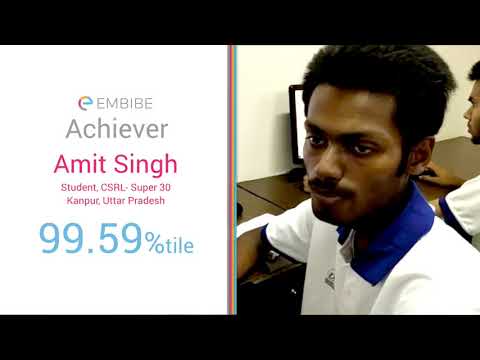 EMBIBE
Achiever
Amit Singh
Student, CSRL- Super 30
Kanpur, Uttar Pradesh
99.59%tile